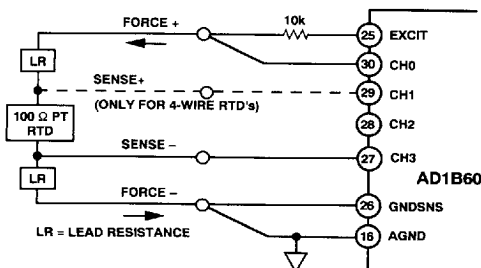 FORCE +
10k
25 EXCIT
LR
30 CH0
SENSE+
29 CH1
(ONLY FOR 4-WIRE RTD's)
100 Ω PT
RTD
28 CH2
SENSE –
27 CH3
LR
AD1B60
FORCE –
26 GNDSNS
LR = LEAD RESISTANCE
16 AGND